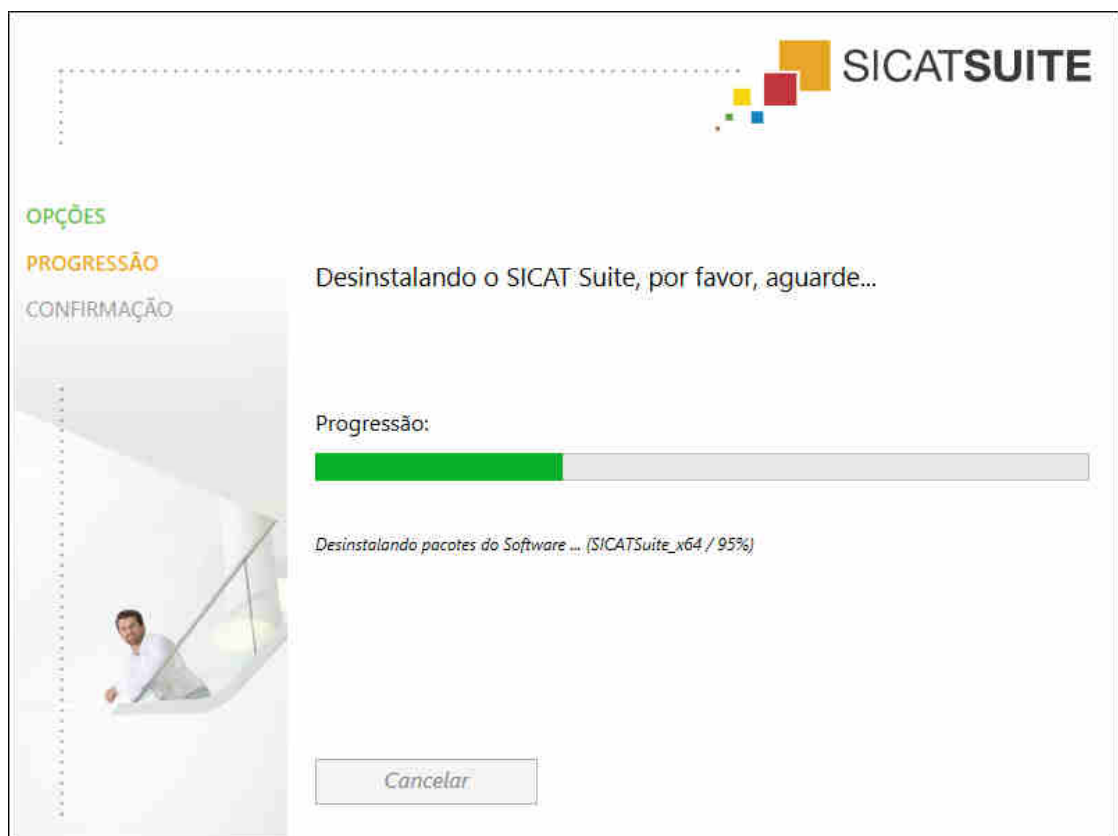 SICATSUITE
OPÇÕES
PROGRESSÃO
CONFIRMAÇÃO
Desinstalando o SICAT Suite, por favor, aguarde...
Progressão:
Desinstalando pacotes do Software ... (SICATSuite_x64 / 95%)
Cancelar